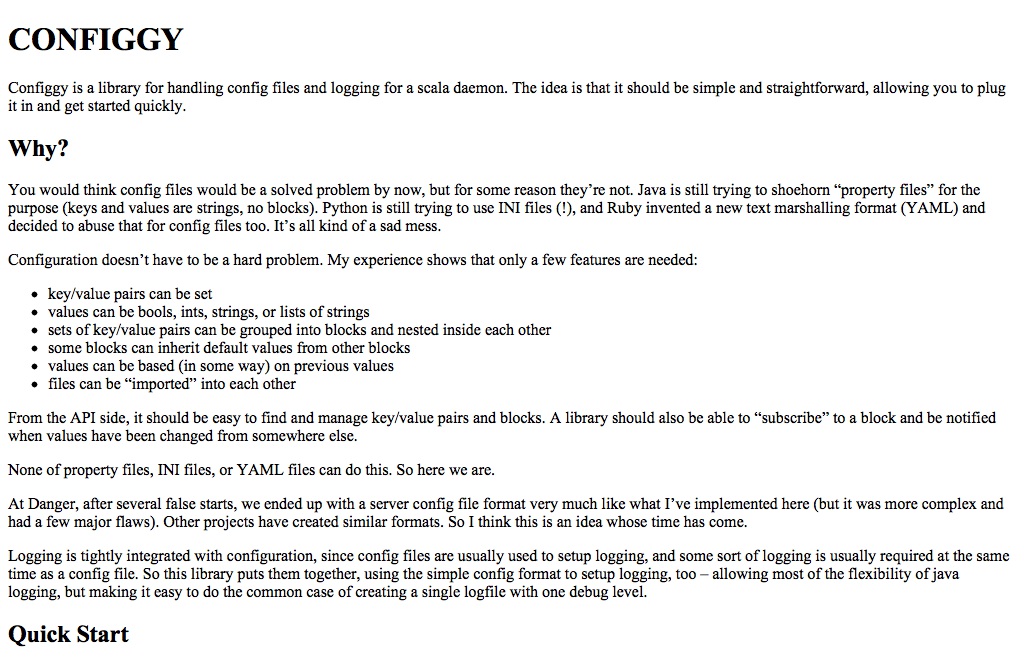 CONFIGGY
Configgy is a library for handling config files and logging for a scala daemon. The idea is that it should be simple and straightforward, allowing you to plug
it in and get started quickly.
Why?
You would think config files would be a solved problem by now, but for some reason they’re not. Java is still trying to shoehorn “property files” for the
purpose (keys and values are strings, no blocks). Python is still trying to use INI files (!), and Ruby invented a new text marshalling format (YAML) and
decided to abuse that for config files too. It’s all kind of a sad mess.
Configuration doesn’t have to be a hard problem. My experience shows that only a few features are needed:
• key/value pairs can be set
• values can be bools, ints, strings, or lists of strings
• sets of key/value pairs can be grouped into blocks and nested inside each other
• some blocks can inherit default values from other blocks
• values can be based (in some way) on previous values
• files can be “imported” into each other
From the API side, it should be easy to find and manage key/value pairs and blocks. A library should also be able to “subscribe” to a block and be notified
when values have been changed from somewhere else.
None of property files, INI files, or YAML files can do this. So here we are.
At Danger, after several false starts, we ended up with a server config file format very much like what I’ve implemented here (but it was more complex and
had a few major flaws). Other projects have created similar formats. So I think this is an idea whose time has come.
Logging is tightly integrated with configuration, since config files are usually used to setup logging, and some sort of logging is usually required at the same
time as a config file. So this library puts them together, using the simple config format to setup logging, too – allowing most of the flexibility of java
logging, but making it easy to do the common case of creating a single logfile with one debug level.
Quick Start